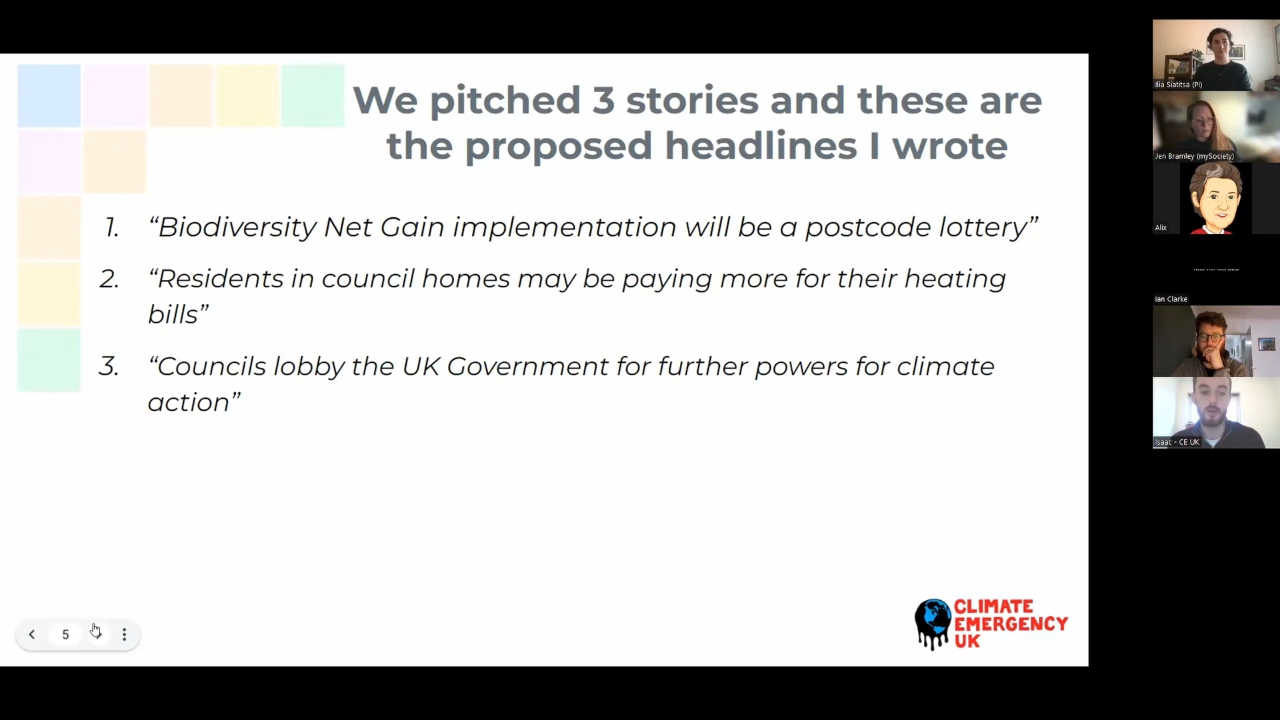 We pitched 3 stories and these are
the proposed headlines I wrote
1. “Biodiversity Net Gain implementation will be a postcode lottery”
2. “Residents in council homes may be paying more for their heating
bills”
3. “Councils lobby the UK Government for further powers for climate
action”
5
CLIMATE
EMERGENCY
UK
Ilia Siatitsa (PI)
Jen Bramley (mySociety)
Alix
Ian Clarke
Isaac - CE UK